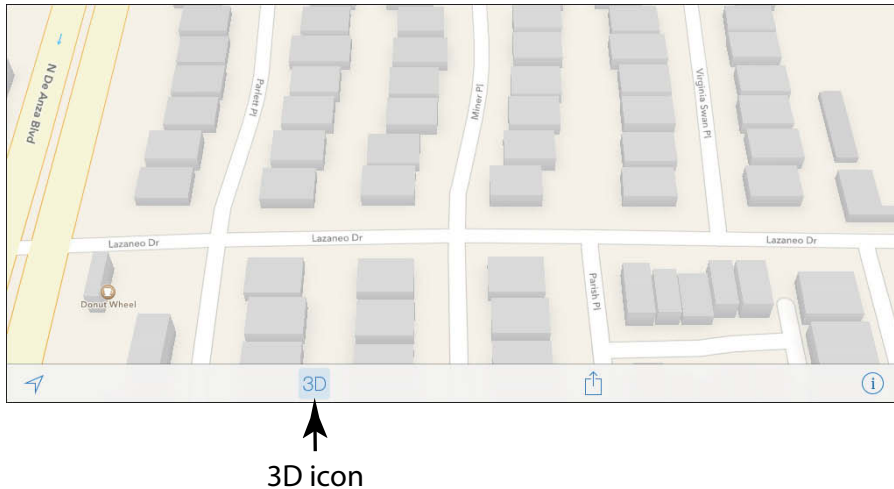 N De Anza Blvd
Parlett Pl
Miner Pl
Virginia Swan Pl
Lazaneo Dr
Lazaneo Dr
Lazaneo Dr
Donut Wheel
Parish Pl
3D
i
3D icon